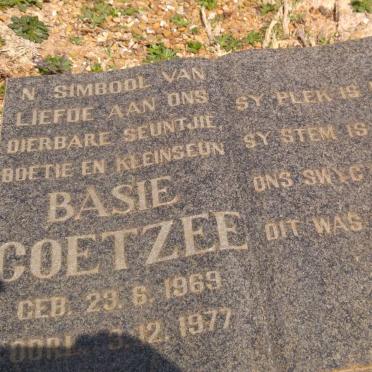 'N SIMBOOL VAN
LIEFDE AAN ONS
DIERBARE SEUNTJIE
BOETIE EN KLEINSEUN
BASIE
COETZEE
GEB. 23.6.1969
OORL. 3.12.1977
SY PLEK IS
SY STEM IS
ONS SWYG
DIT WAS